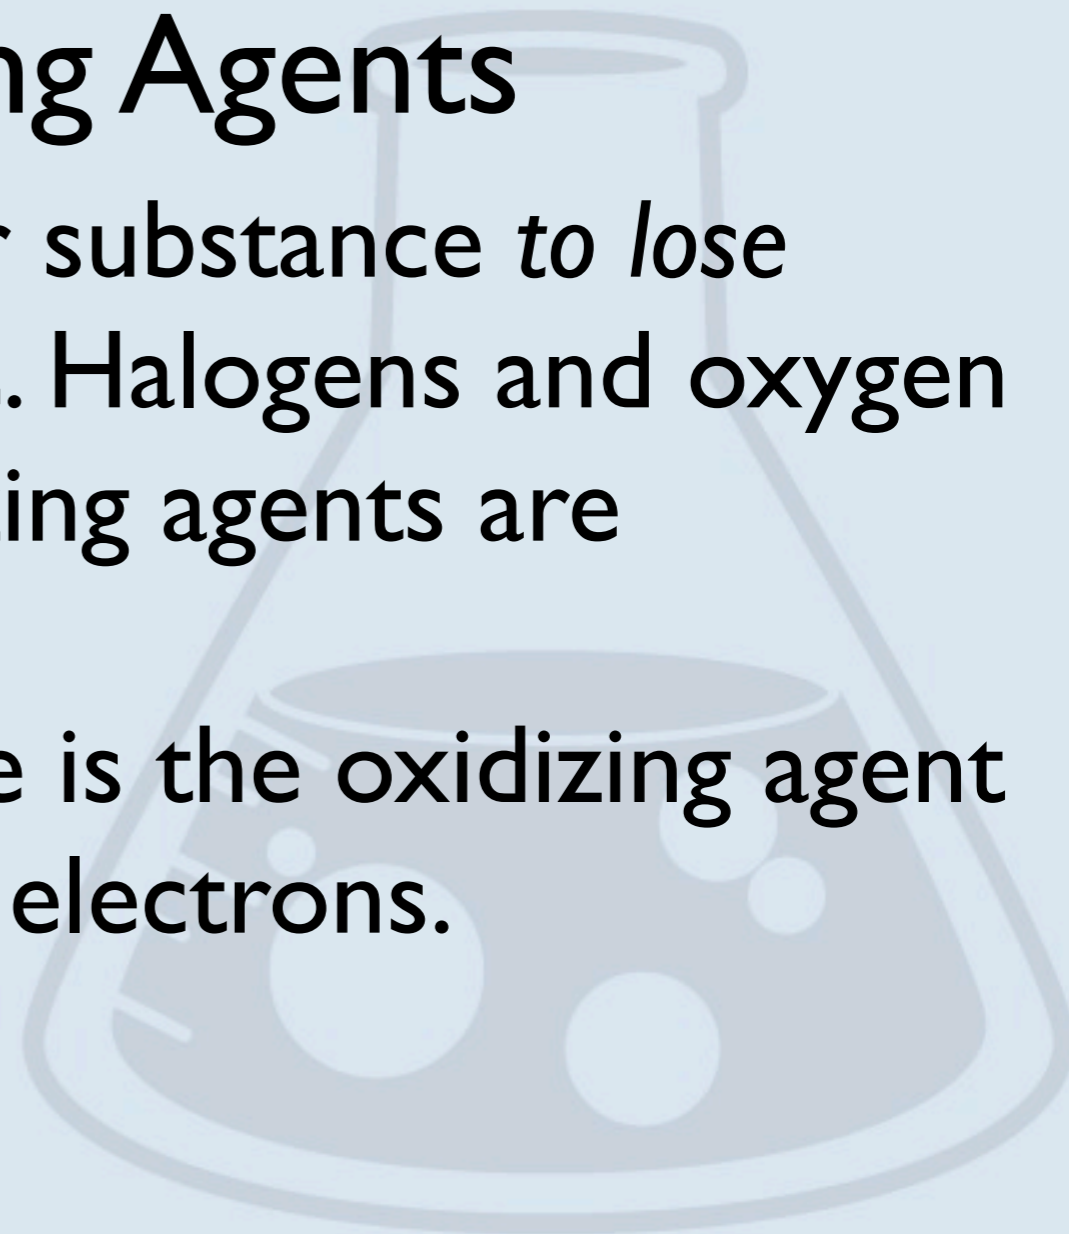 ng Agents
r substance to lose
. Halogens and oxygen
ing agents are
e is the oxidizing agent
electrons.